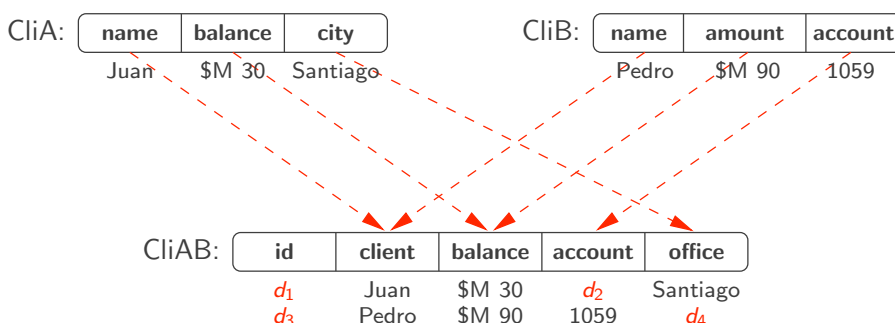 CliA: name balance city CliB: name amount account
Juan $M 30 Santiago Pedro $M 90 1059
CliAB: id client balance account office
d1 Juan $M 30 d2 Santiago
d3 Pedro $M 90 1059 d4